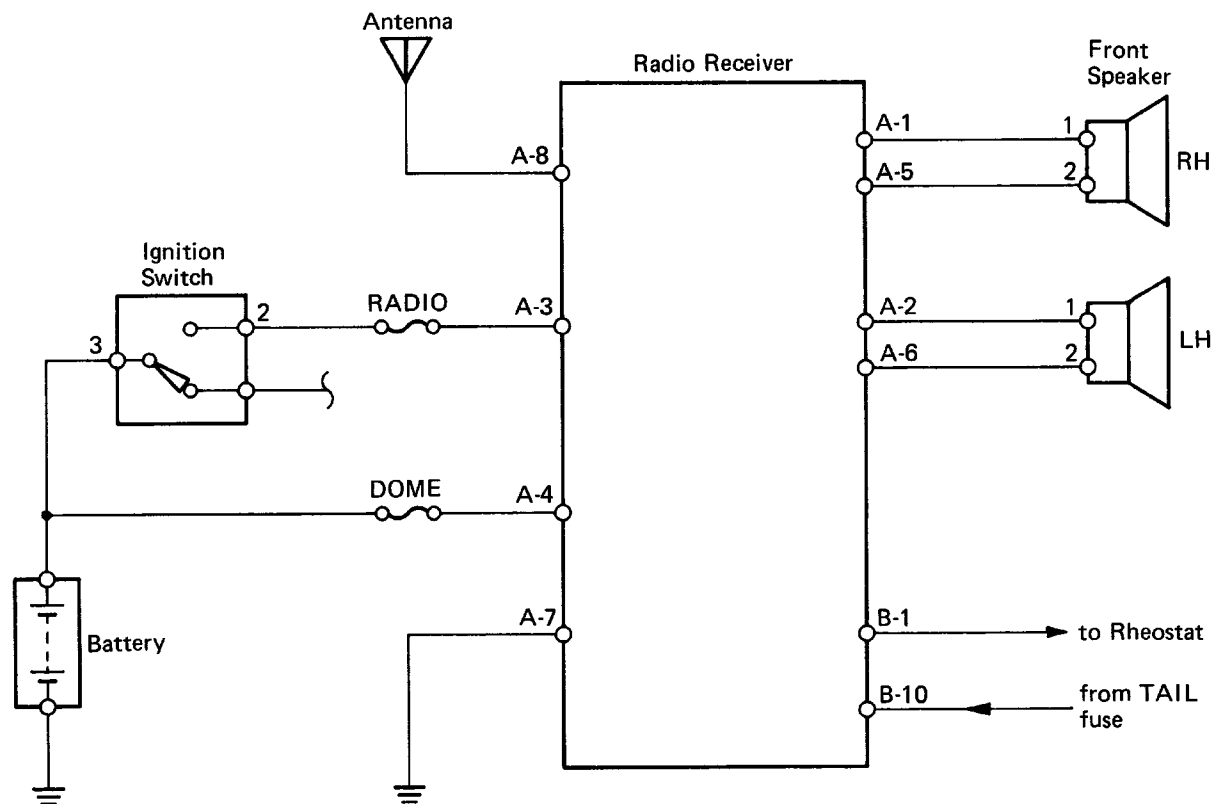 Antenna
Radio Receiver
Front
Speaker
A-8
A-1
1
A-5
2
RH
Ignition
Switch
3
2
RADIO
A-3
A-2
1
A-6
2
LH
DOME
A-4
Battery
A-7
B-1
to Rheostat
B-10
from TAIL
fuse